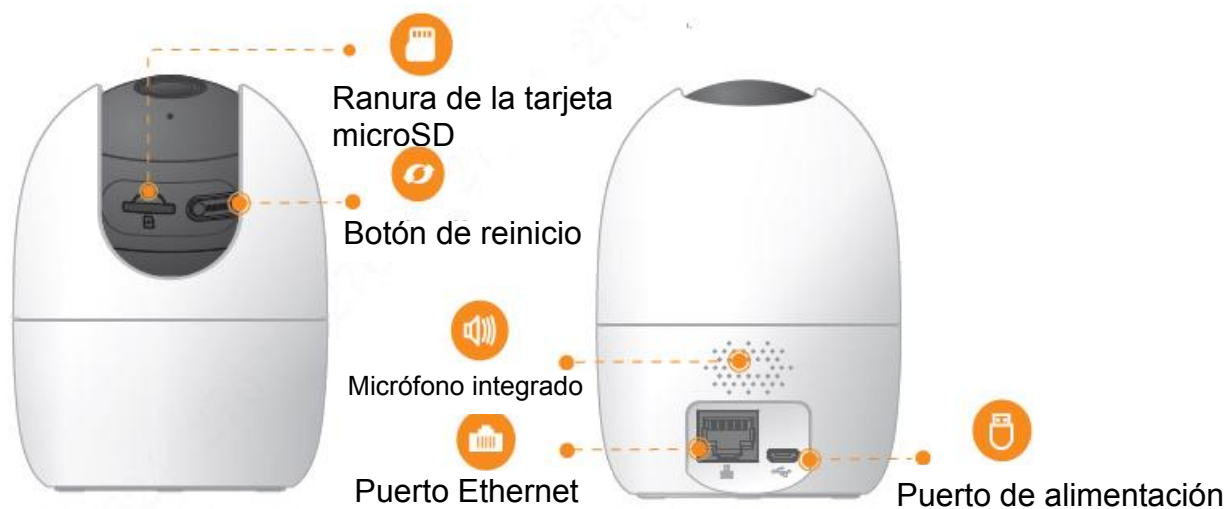 Ranura de la tarjeta
microSD
Botón de reinicio
Micrófono integrado
Puerto Ethernet
Puerto de alimentación